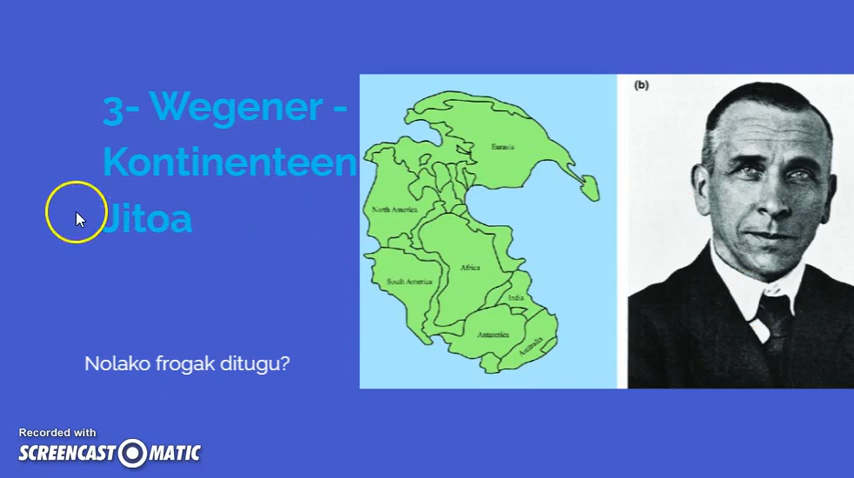 3- Wegener -
Kontinenteen
Jitoa
Nolako frogak ditugu?
Eurasia
North America
Africa
South America
India
Antarctica
Australia
(b)
Recorded with
SCREENCAST MATIC